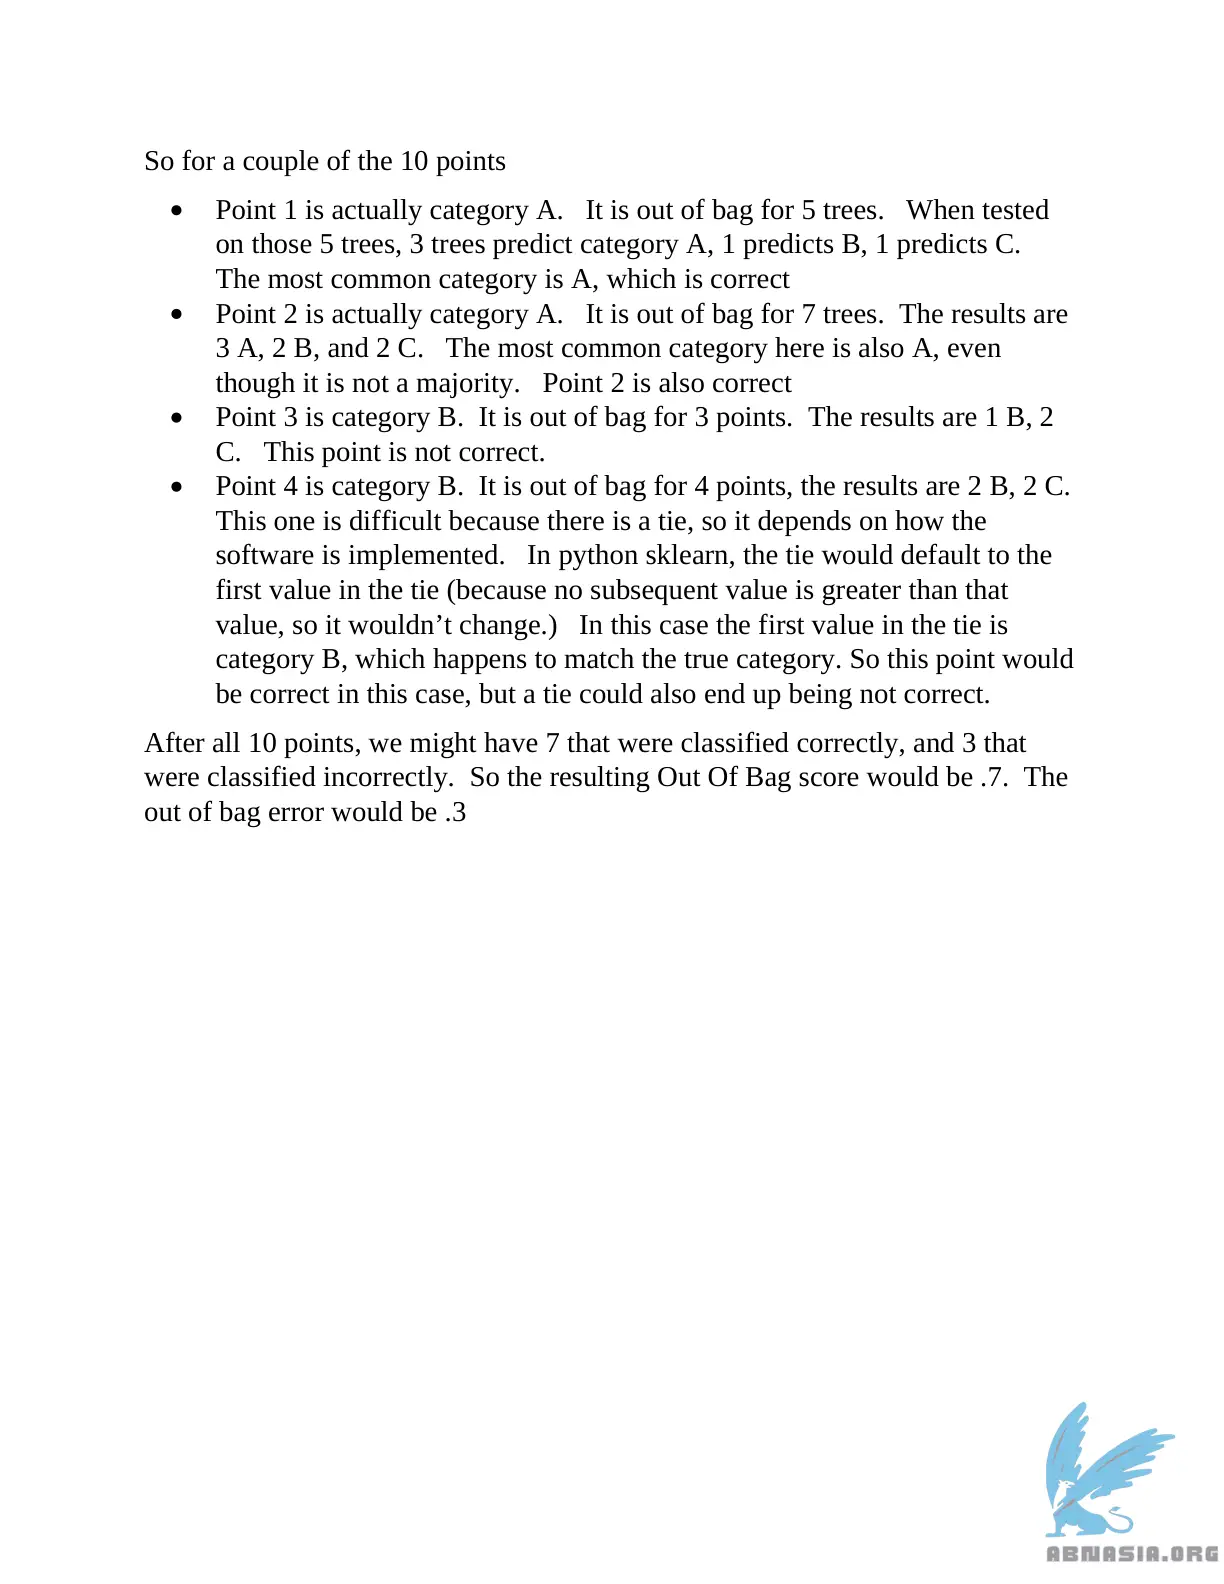 So for a couple of the 10 points
• Point 1 is actually category A. It is out of bag for 5 trees. When tested
on those 5 trees, 3 trees predict category A, 1 predicts B, 1 predicts C.
The most common category is A, which is correct
• Point 2 is actually category A. It is out of bag for 7 trees. The results are
3 A, 2 B, and 2 C. The most common category here is also A, even
though it is not a majority. Point 2 is also correct
• Point 3 is category B. It is out of bag for 3 points. The results are 1 B, 2
C. This point is not correct.
• Point 4 is category B. It is out of bag for 4 points, the results are 2 B, 2 C.
This one is difficult because there is a tie, so it depends on how the
software is implemented. In python sklearn, the tie would default to the
first value in the tie (because no subsequent value is greater than that
value, so it wouldn’t change.) In this case the first value in the tie is
category B, which happens to match the true category. So this point would
be correct in this case, but a tie could also end up being not correct.
After all 10 points, we might have 7 that were classified correctly, and 3 that
were classified incorrectly. So the resulting Out Of Bag score would be .7. The
out of bag error would be .3
ABNASIA.ORG